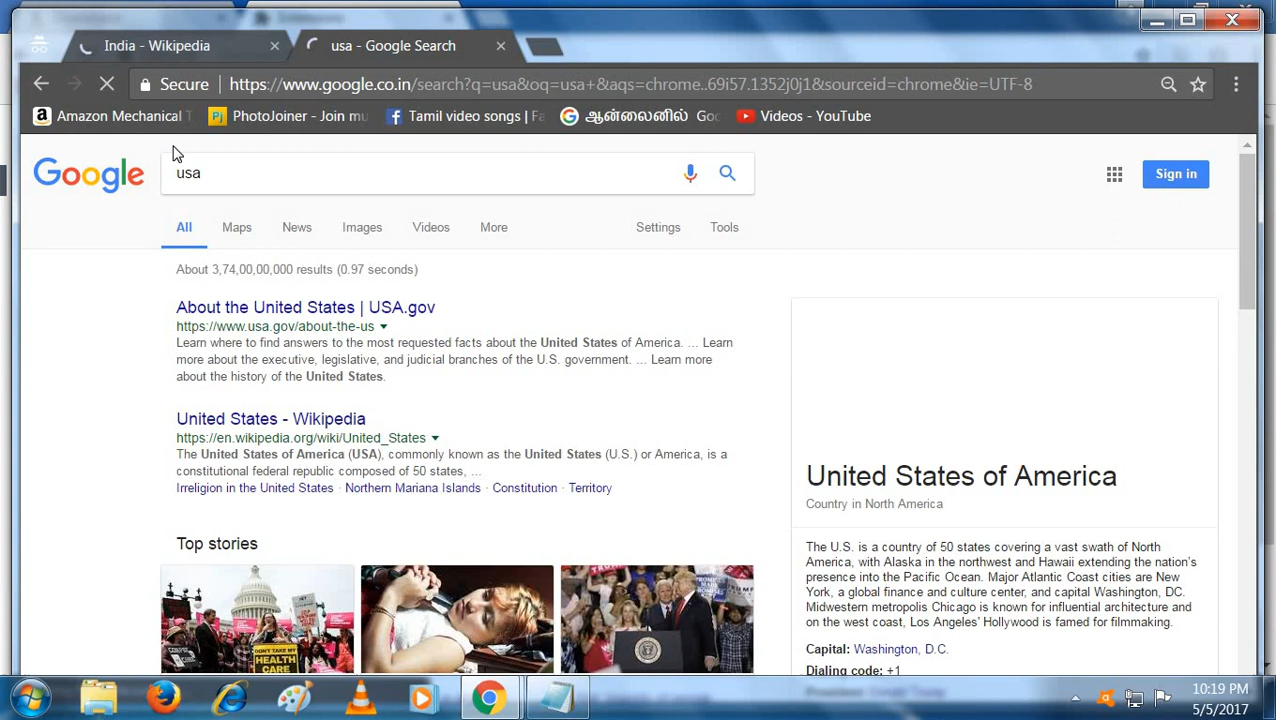 India - Wikipedia
usa - Google Search
Secure
https://www.google.co.in/search?q=usa&oq=usa+&aqs=chrome..69i57.1352j0j1&sourceid=chrome&ie=UTF-8
Amazon Mechanical T
PhotoJoiner - Join mu
Tamil video songs | Fa
ஆன்லைனில் Goo
Videos - YouTube
Google
usa
Sign in
All
Maps
News
Images
Videos
More
Settings
Tools
About 3,74,00,00,000 results (0.97 seconds)
About the United States | USA.gov
https://www.usa.gov/about-the-us
Learn where to find answers to the most requested facts about the United States of America. ... Learn
more about the executive, legislative, and judicial branches of the U.S. government. ... Learn more
about the history of the United States.
United States - Wikipedia
https://en.wikipedia.org/wiki/United_States
The United States of America (USA), commonly known as the United States (U.S.) or America, is a
constitutional federal republic composed of 50 states, ...
Irreligion in the United States · Northern Mariana Islands · Constitution · Territory
Top stories
DON'T TAKE MY
HEALTH
CARE
United States of America
Country in North America
The U.S. is a country of 50 states covering a vast swath of North
America, with Alaska in the northwest and Hawaii extending the nation's
presence into the Pacific Ocean. Major Atlantic Coast cities are New
York, a global finance and culture center, and capital Washington, DC.
Midwestern metropolis Chicago is known for influential architecture and
on the west coast, Los Angeles' Hollywood is famed for filmmaking.
Capital: Washington, D.C.
Dialing code: +1
10:19 PM
5/5/2017